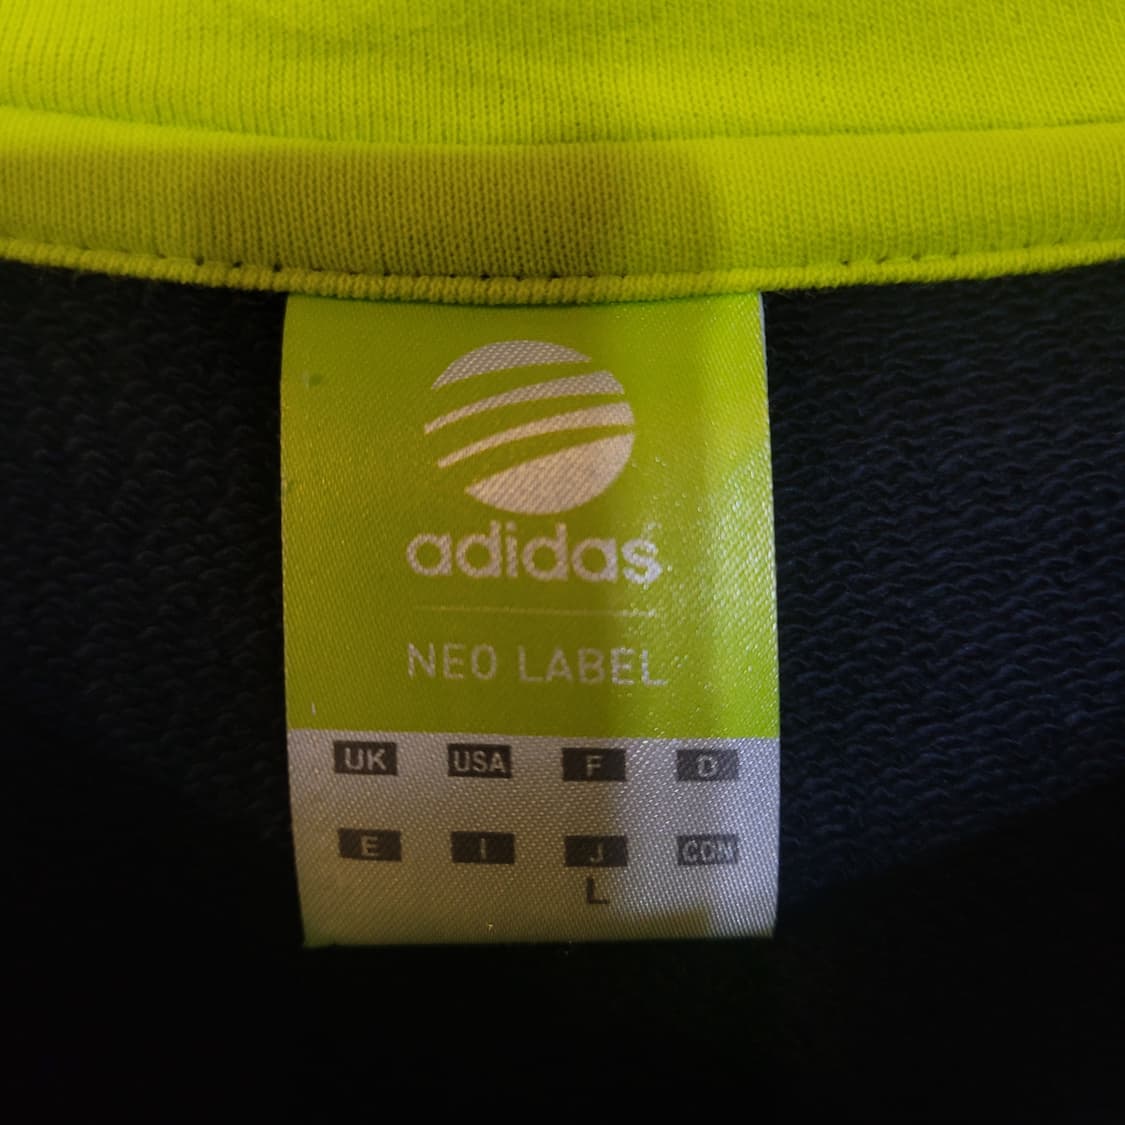 adidas
NEO LABEL
UK USA F D
E I J CDN
L